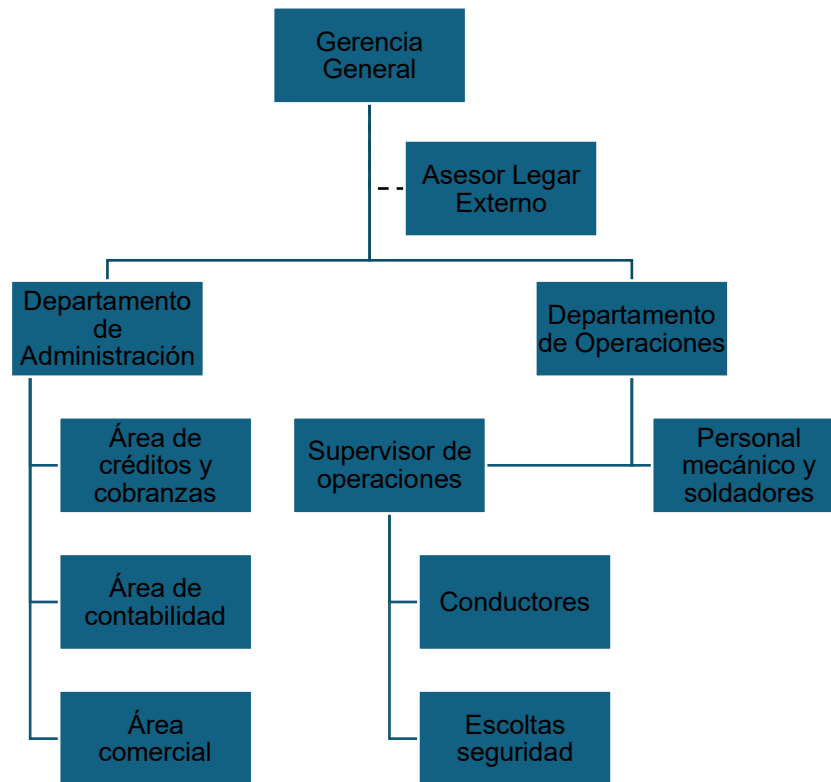 Gerencia
General
Asesor Legar
Externo
Departamento
de
Administración
Departamento
de Operaciones
Área de
créditos y
cobranzas
Supervisor de
operaciones
Personal
mecánico y
soldadores
Área de
contabilidad
Conductores
Área
comercial
Escoltas
seguridad